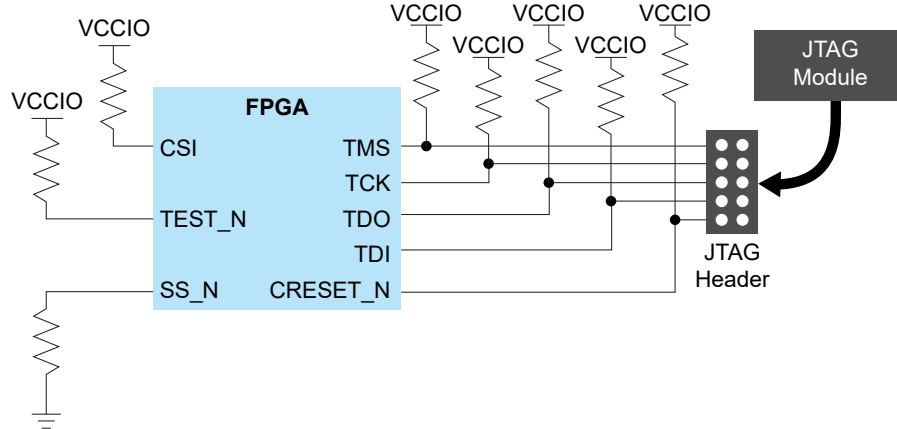 VCCIO
VCCIO
VCCIO
VCCIO
VCCIO
VCCIO
VCCIO
JTAG
Module
FPGA
CSI
TEST_N
SS_N
TMS
TCK
TDO
TDI
CRESET_N
JTAG
Header